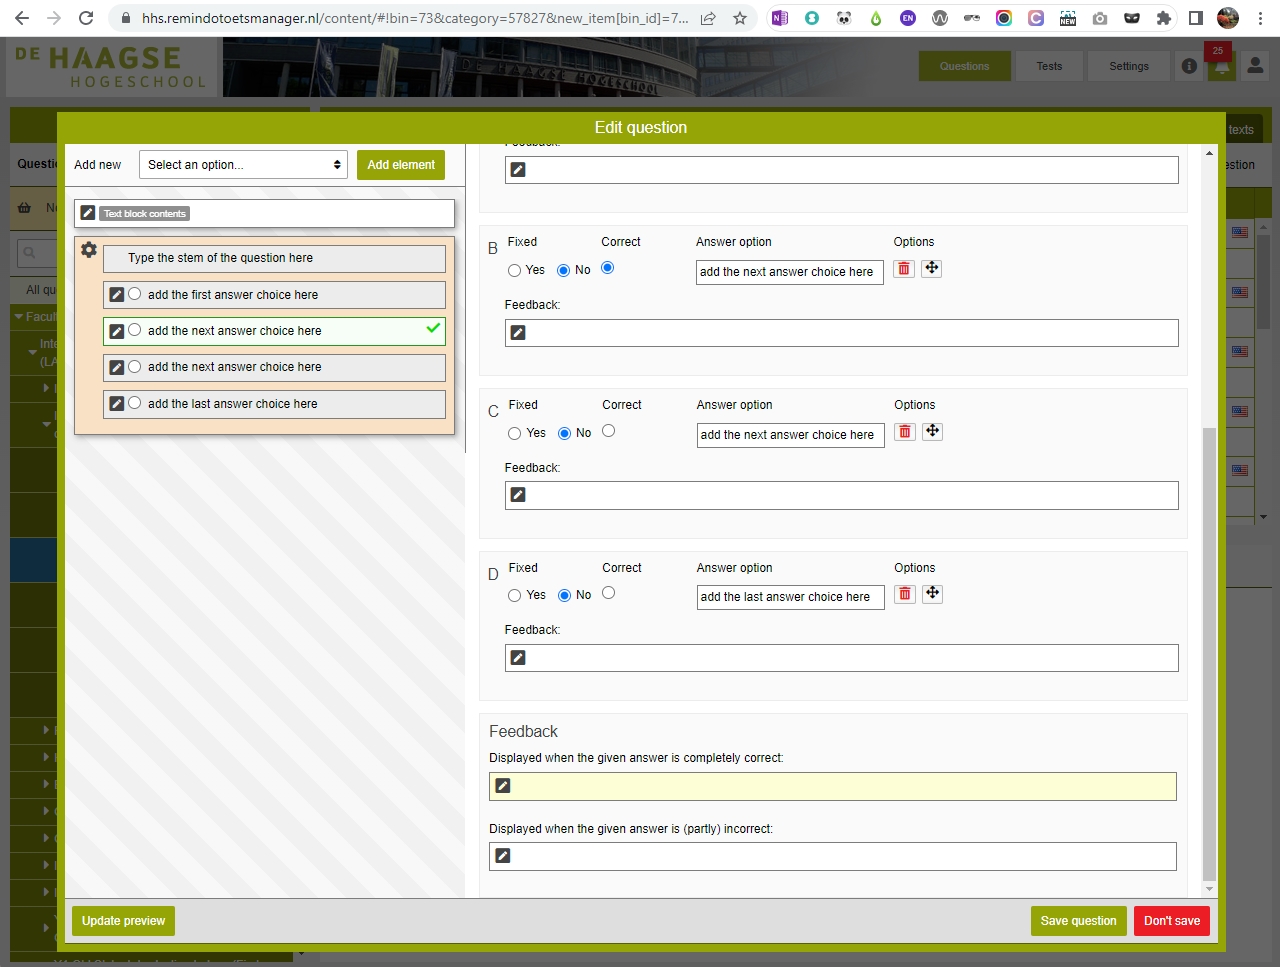 hhs.remindotoetsmanager.nl/content/#!bin=73&category=57827&new_item[bin_id]=7...
DE HAAGSE
HOGESCHOOL
DE HAAGSE HOGESCHOOL
Questions
Tests
Settings
25
texts
Edit question
Add new
Select an option...
Add element
Text block contents
Type the stem of the question here
add the first answer choice here
add the next answer choice here
add the next answer choice here
add the last answer choice here
All qu
B
Fixed
Correct
Answer option
Options
Yes
No
add the next answer choice here
Feedback:
C
Fixed
Correct
Answer option
Options
Yes
No
add the next answer choice here
Feedback:
D
Fixed
Correct
Answer option
Options
Yes
No
add the last answer choice here
Feedback:
Feedback
Displayed when the given answer is completely correct:
Displayed when the given answer is (partly) incorrect:
Update preview
Save question
Don't save